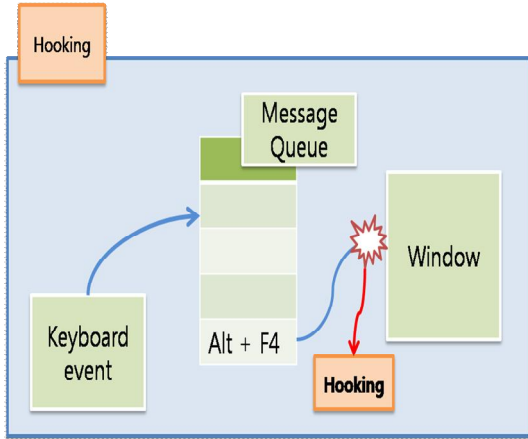 Hooking
Message
Queue
Window
Keyboard
event
Alt + F4
Hooking